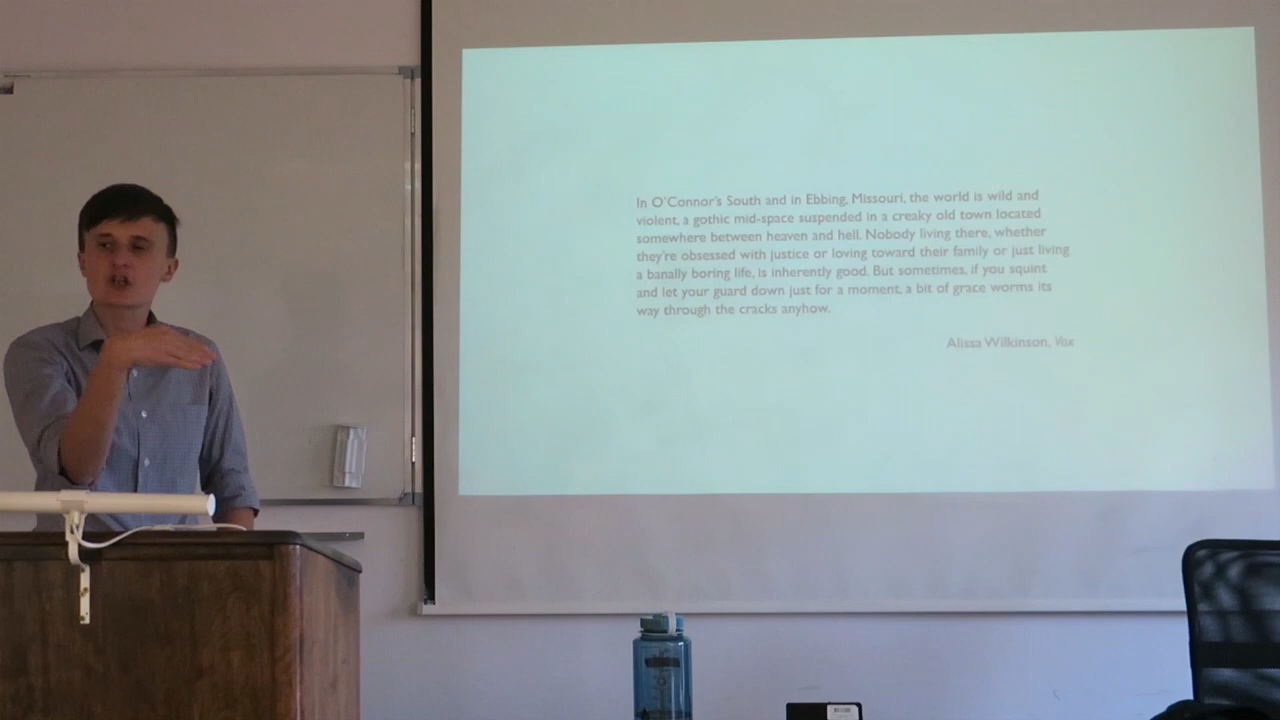 In O'Connor's South and in Ebbing, Missouri, the world is wild and
violent, a gothic mid-space suspended in a creaky old town located
somewhere between heaven and hell. Nobody living there, whether
they're obsessed with justice or loving toward their family or just living
a banally boring life, is inherently good. But sometimes, if you squint
and let your guard down just for a moment, a bit of grace worms its
way through the cracks anyhow.
Alissa Wilkinson, Vox